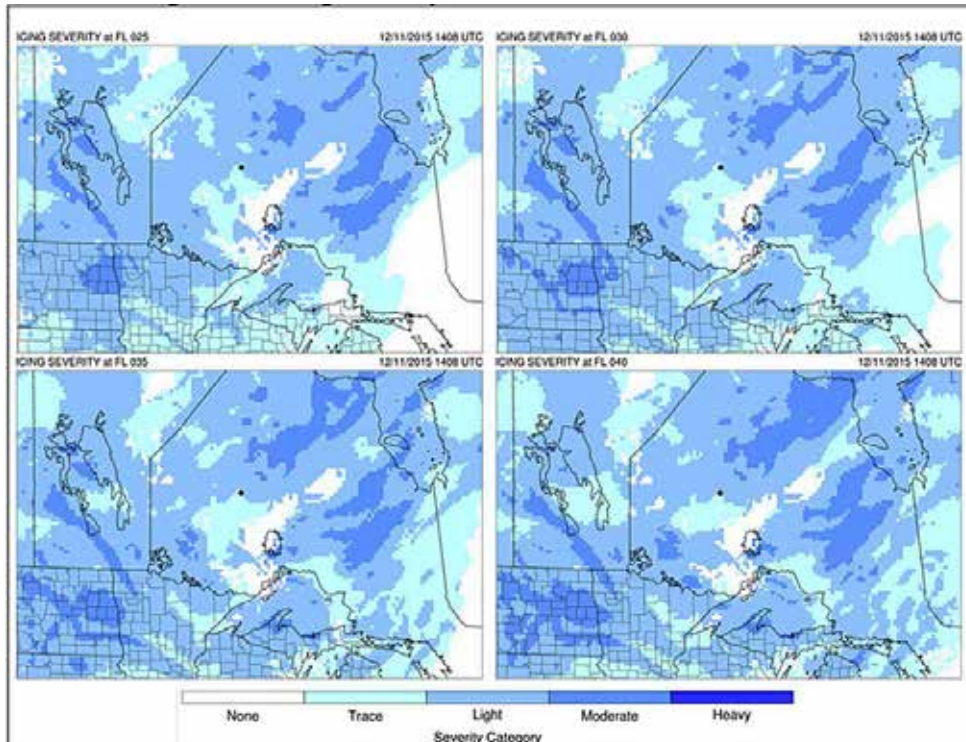 ICING SEVERITY at FL 025 12/11/2015 1408 UTC
ICING SEVERITY at FL 030 12/11/2015 1408 UTC
ICING SEVERITY at FL 035 12/11/2015 1408 UTC
ICING SEVERITY at FL 040 12/11/2015 1408 UTC
None Trace Light Moderate Heavy
Severity Category